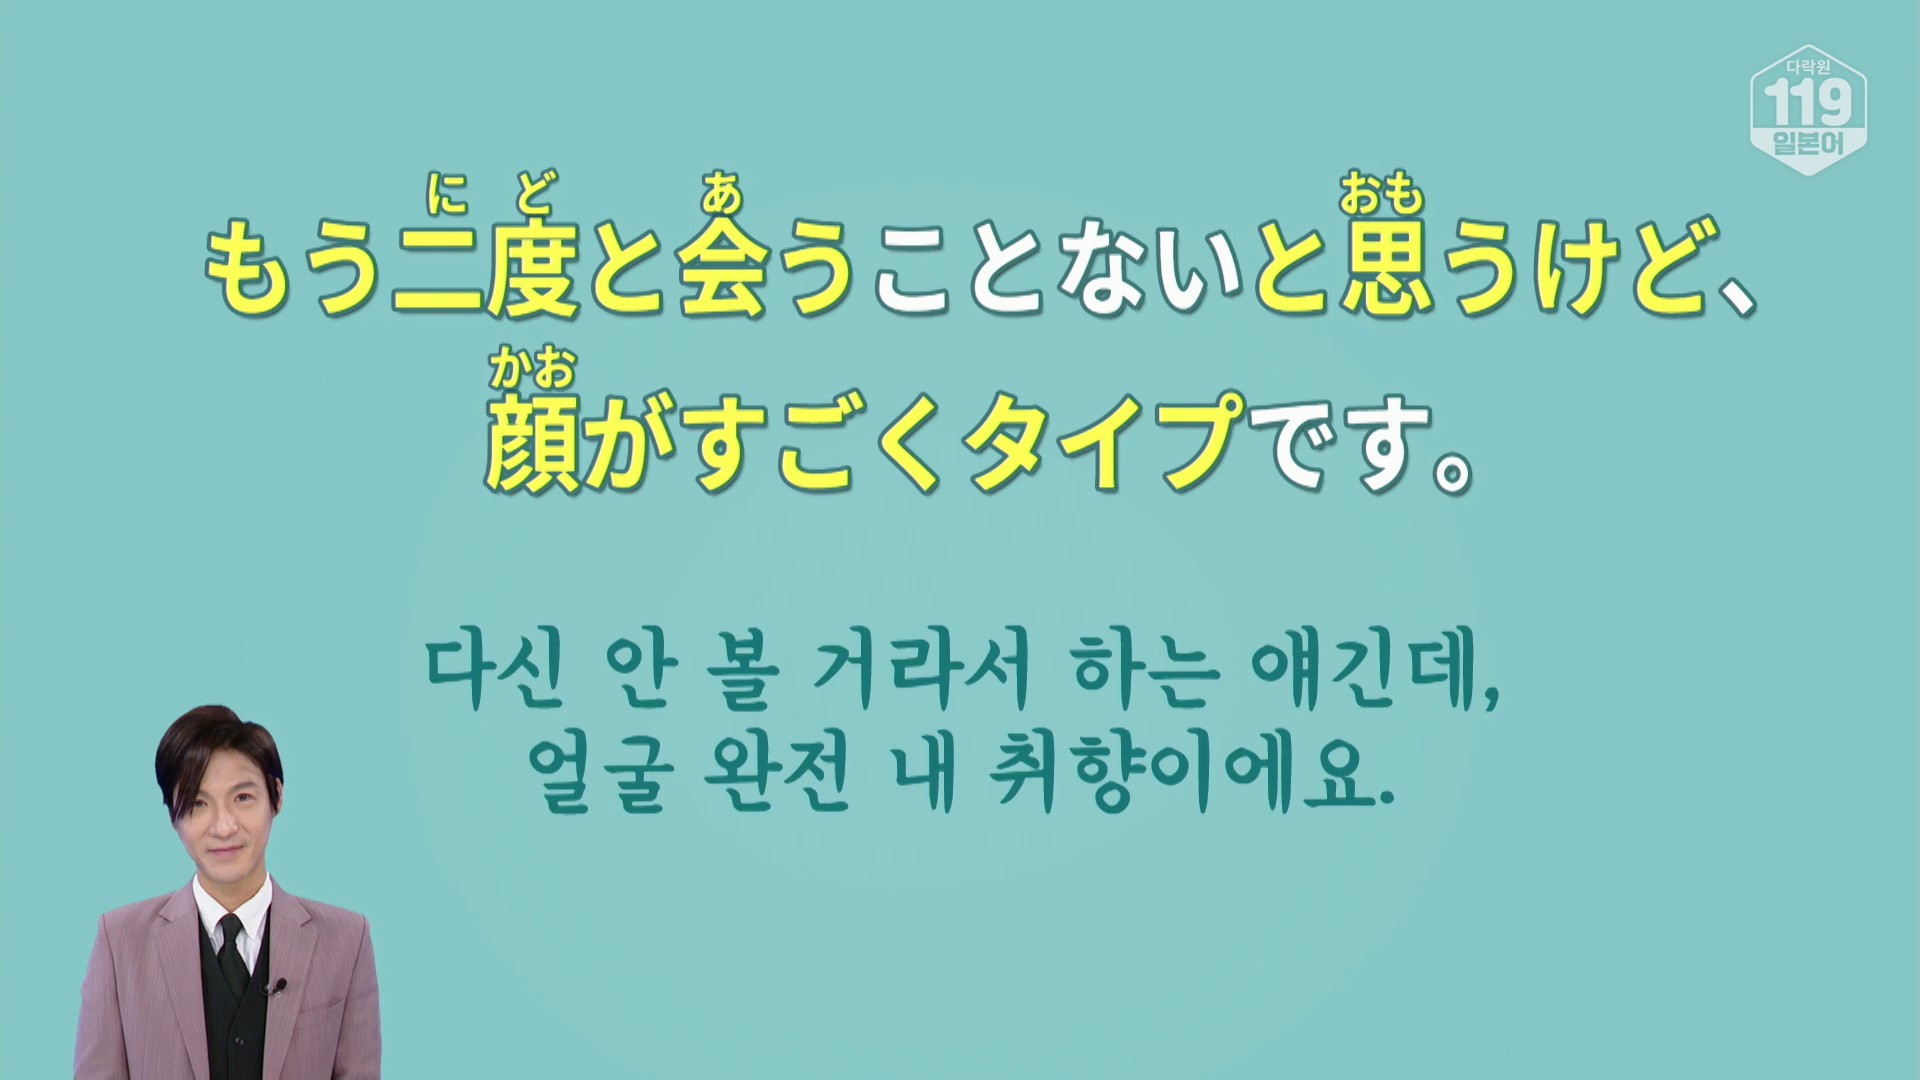 다락원
119
일본어
に ど あ おも
もう二度と会うことないと思うけど、
かお
顔がすごくタイプです。
다신 안 볼 거라서 하는 얘긴데,
얼굴 완전 내 취향이에요.